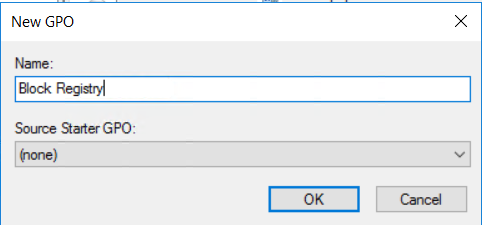 New GPO
Name:
Block Registry
Source Starter GPO:
(none)
OK
Cancel